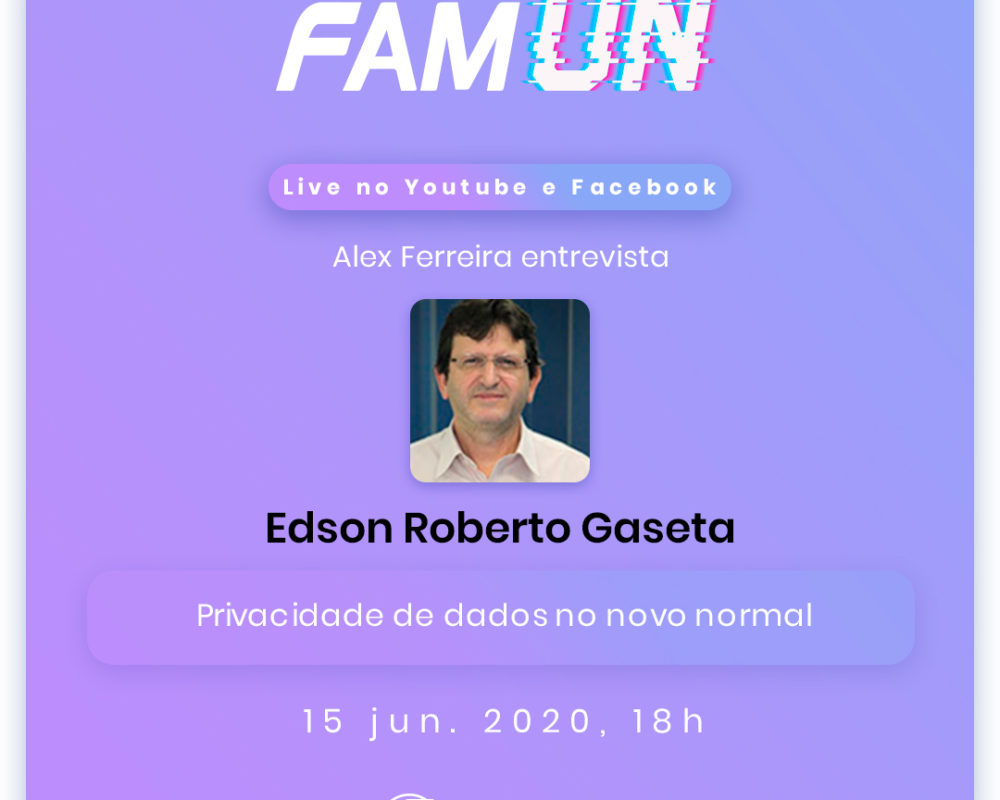 FAMUN
Live no Youtube e Facebook
Alex Ferreira entrevista
Edson Roberto Gaseta
Privacidade de dados no novo normal
15 jun. 2020, 18h